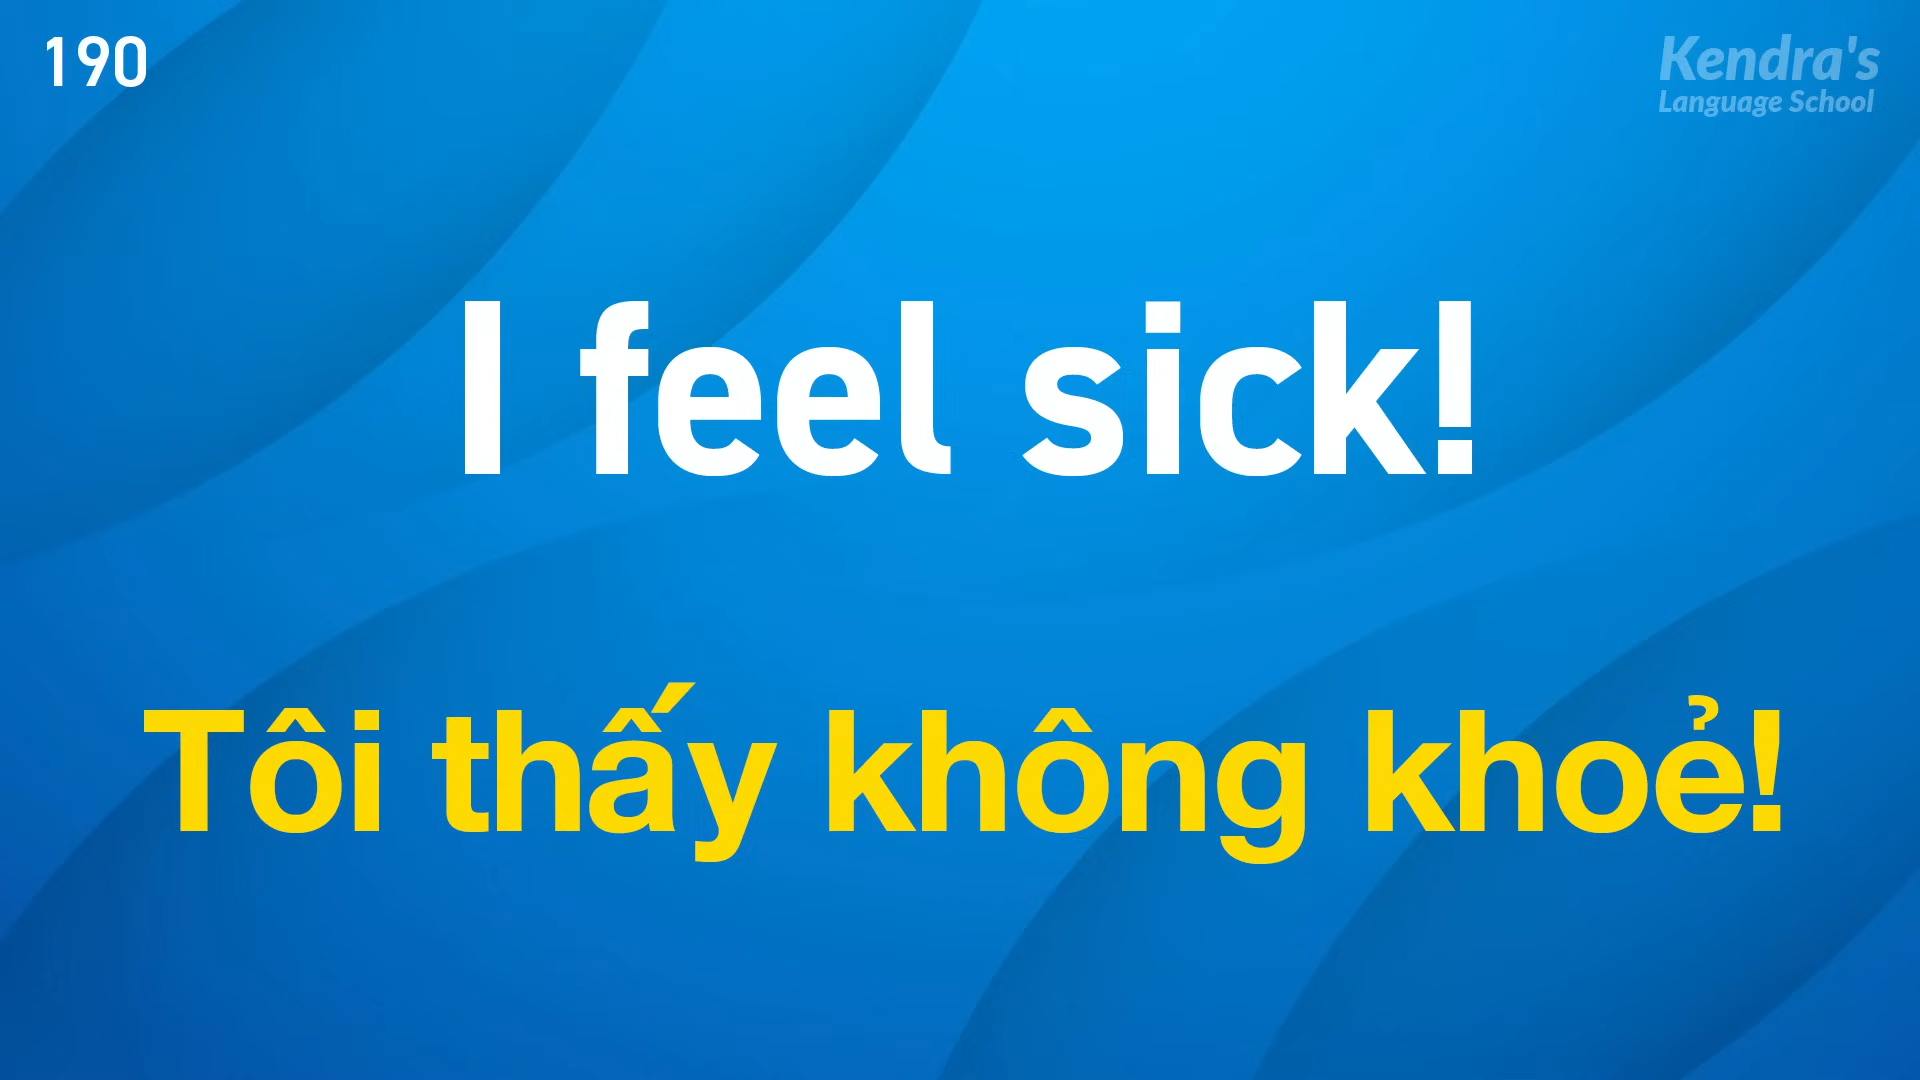 190
Kendra's
Language School
I feel sick!
Tôi thấy không khoẻ!